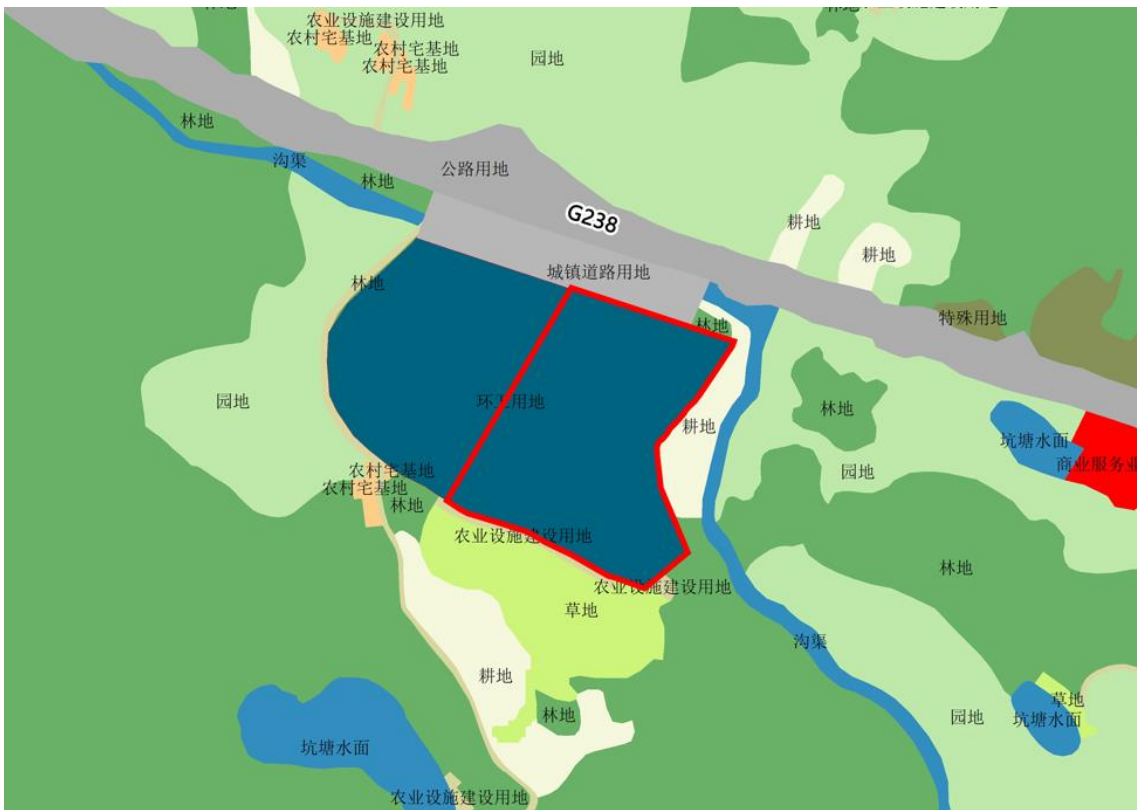 林地
农业设施建设用地
农村宅基地
农村宅基地
农村宅基地
园地
林地
沟渠
林地
公路用地
G238
耕地
耕地
城镇道路用地
林地
林地
特殊用地
园地
环卫用地
林地
耕地
坑塘水面
商业服务业
园地
农村宅基地
农村宅基地
林地
农业设施建设用地
农业设施建设用地
林地
草地
沟渠
耕地
林地
草地
园地
坑塘水面
坑塘水面
农业设施建设用地